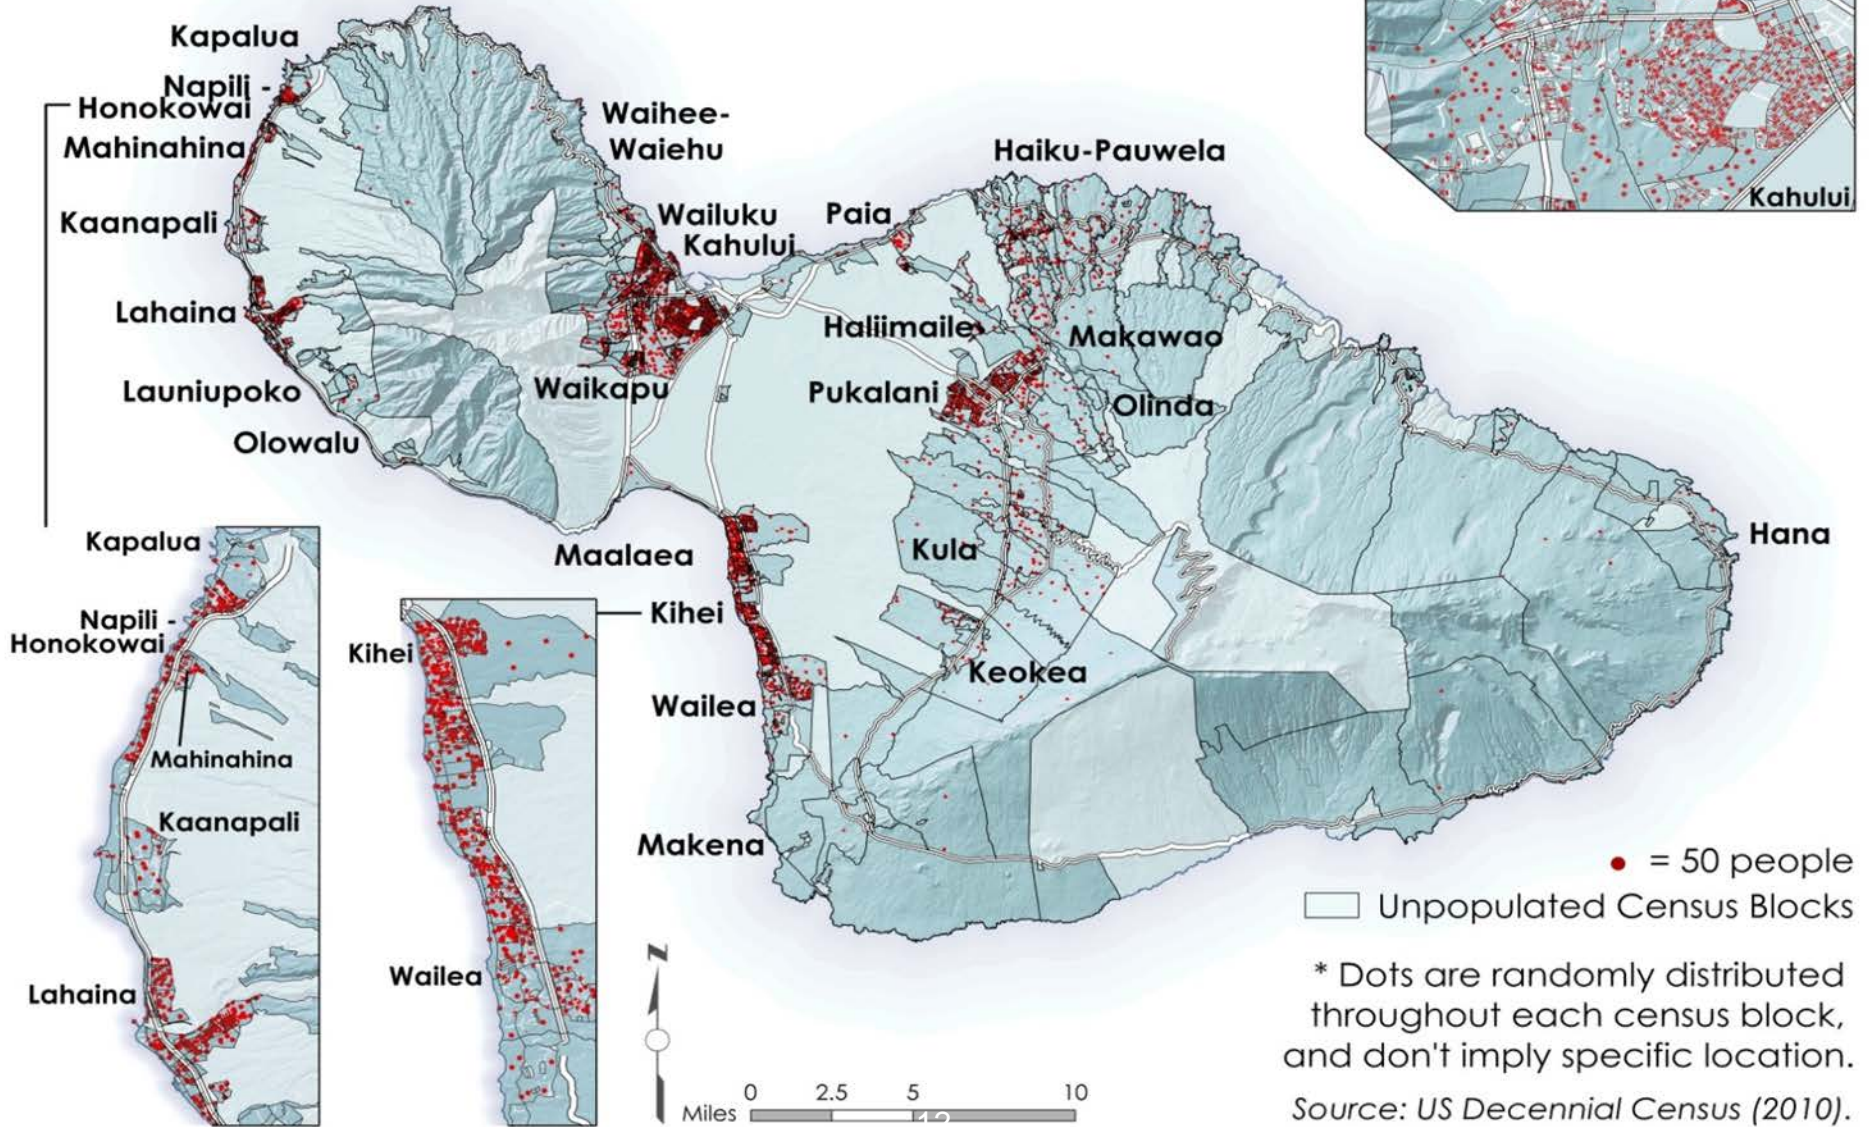 Kapalua
Napili -
Honokowai
Mahinahina
Kaanapali
Lahaina
Launiupoko
Olowalu
Waihee-
Waiehu
Wailuku
Kahului
Waikapu
Paia
Haiku-Pauwela
Haliimaile
Makawao
Pukalani
Olinda
Kula
Keokea
Hana
Maalaea
Kihei
Wailea
Makena
Kahului
Kapalua
Napili -
Honokowai
Mahinahina
Kaanapali
Lahaina
Kihei
Wailea
N
Miles
0 2.5 5 10
12
= 50 people
Unpopulated Census Blocks
* Dots are randomly distributed
throughout each census block,
and don't imply specific location.
Source: US Decennial Census (2010).